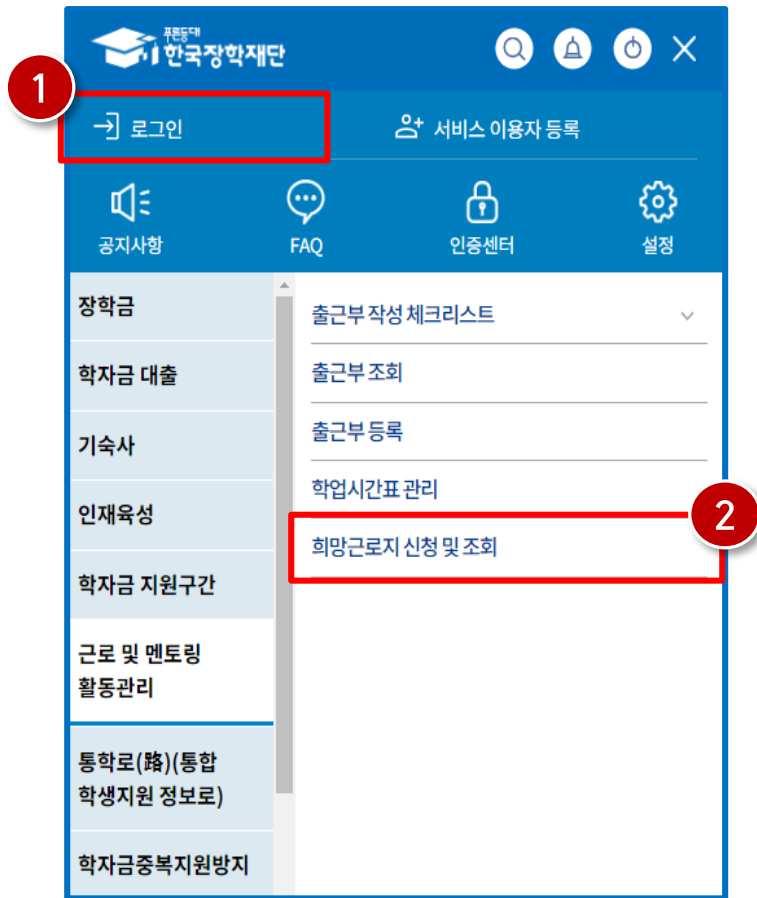 푸른등대
한국장학재단
1
로그인
서비스 이용자 등록
공지사항
FAQ
인증센터
설정
장학금
학자금 대출
기숙사
인재육성
학자금 지원구간
근로 및 멘토링
활동관리
통학로(路)(통합
학생지원 정보로)
학자금중복지원방지
출근부 작성 체크리스트
출근부 조회
출근부 등록
학업시간표 관리
2
희망근로지 신청 및 조회